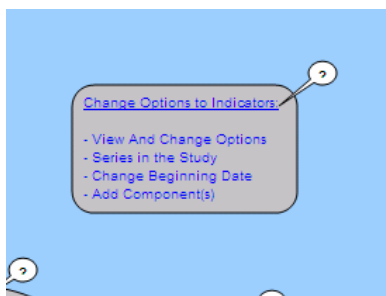 ?
Change Options to Indicators:
- View And Change Options
- Series in the Study
- Change Beginning Date
- Add Component(s)
?